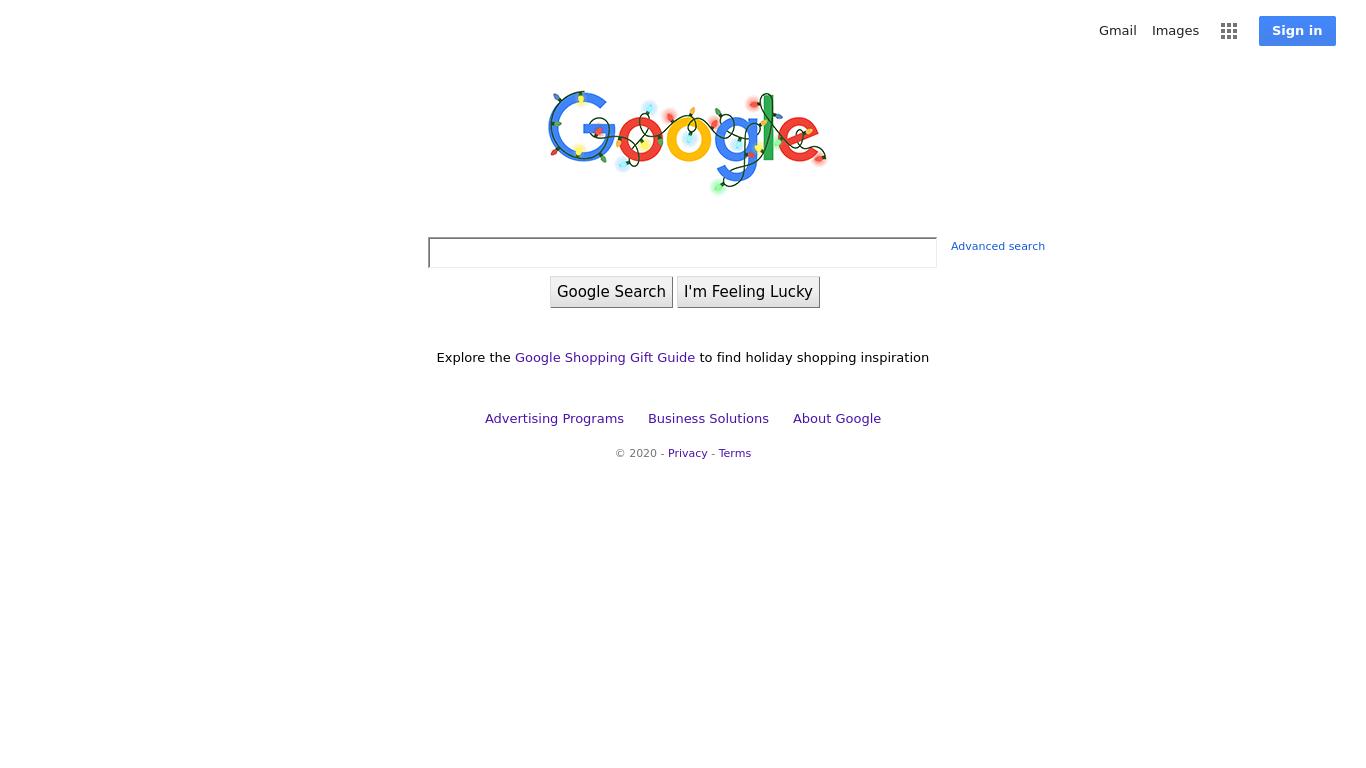 Gmail Images Sign in
Google
Advanced search
Google Search I'm Feeling Lucky
Explore the Google Shopping Gift Guide to find holiday shopping inspiration
Advertising Programs Business Solutions About Google
© 2020 - Privacy - Terms